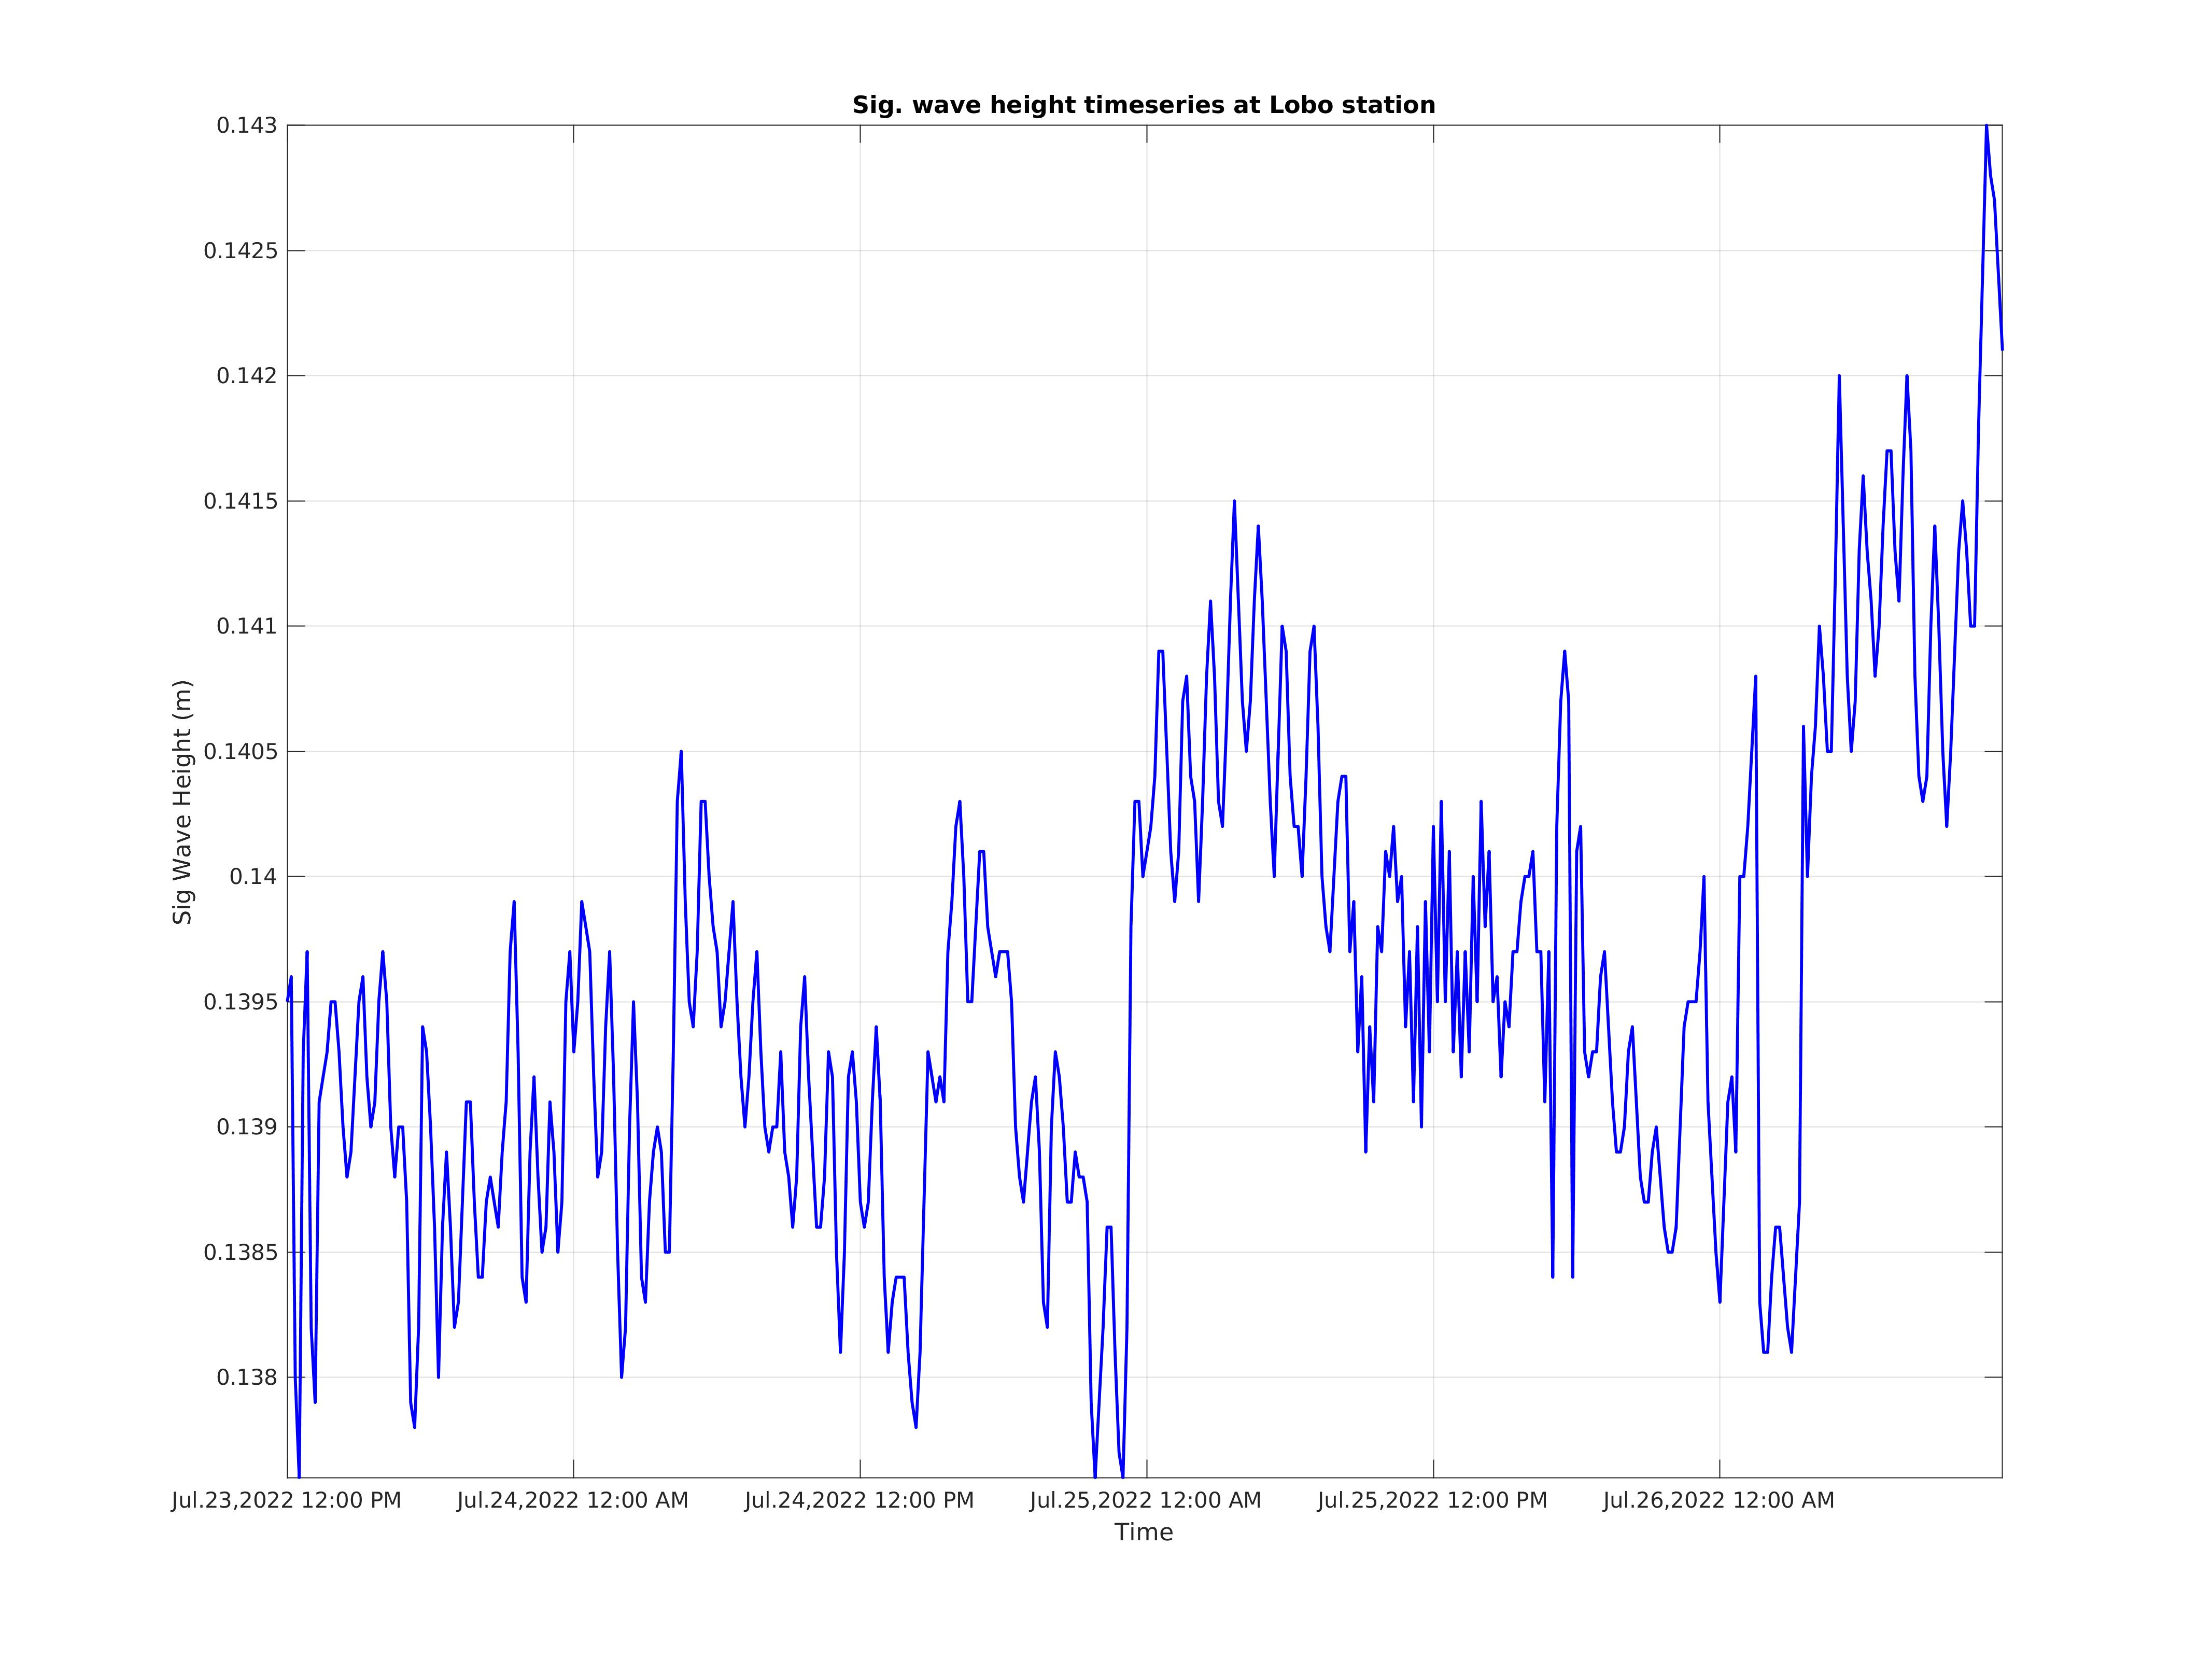 Sig. wave height timeseries at Lobo station
0.143
0.1425
0.142
0.1415
0.141
0.1405
0.14
0.1395
0.139
0.1385
0.138
Sig Wave Height (m)
Jul.23,2022 12:00 PM Jul.24,2022 12:00 AM Jul.24,2022 12:00 PM Jul.25,2022 12:00 AM Jul.25,2022 12:00 PM Jul.26,2022 12:00 AM
Time